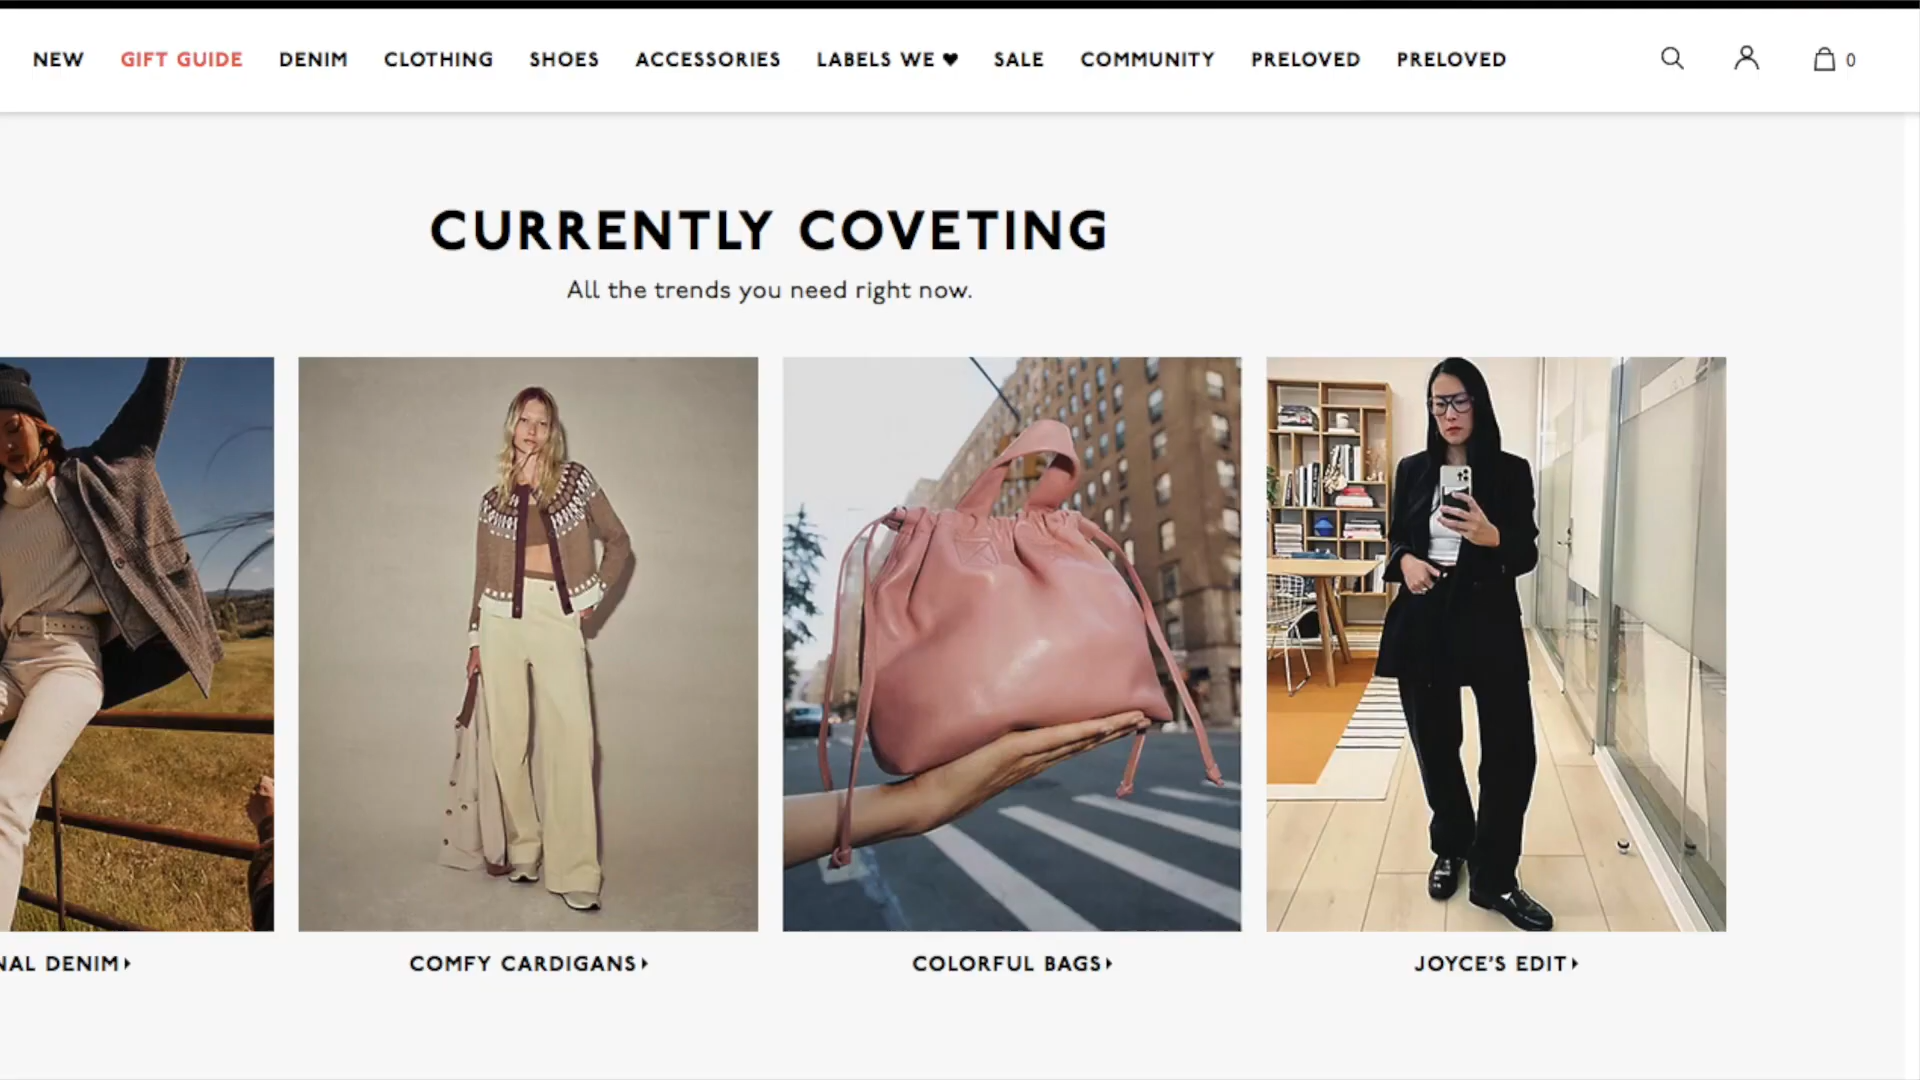 NEW GIFT GUIDE DENIM CLOTHING SHOES ACCESSORIES LABELS WE ♥ SALE COMMUNITY PRELOVED PRELOVED 0
CURRENTLY COVETING
All the trends you need right now.
NAL DENIM COMFY CARDIGANS COLORFUL BAGS JOYCE'S EDIT